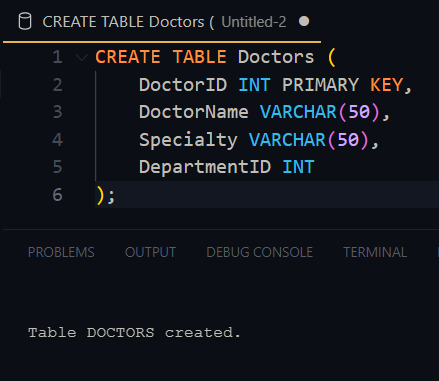 CREATE TABLE Doctors ( Untitled-2
1 CREATE TABLE Doctors (
2 DoctorID INT PRIMARY KEY,
3 DoctorName VARCHAR(50),
4 Specialty VARCHAR(50),
5 DepartmentID INT
6 );
PROBLEMS OUTPUT DEBUG CONSOLE TERMINAL
Table DOCTORS created.